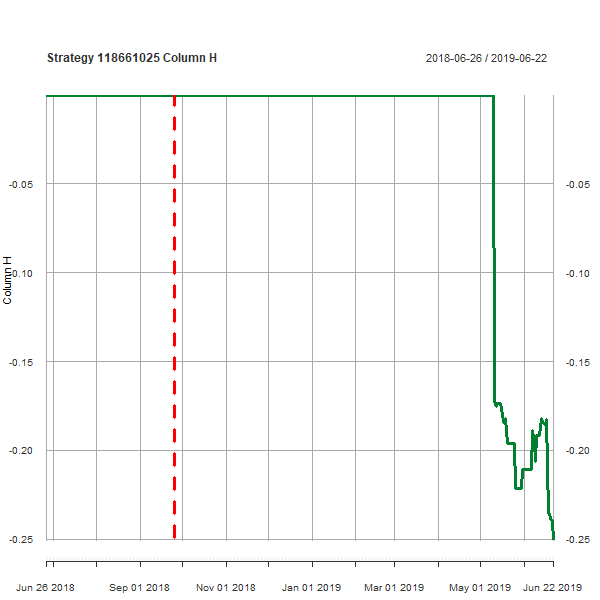 Strategy 118661025 Column H
2018-06-26 / 2019-06-22
-0.05
-0.05
-0.10
-0.10
Column H
-0.15
-0.15
-0.20
-0.20
-0.25
-0.25
Jun 26 2018
Sep 01 2018
Nov 01 2018
Jan 01 2019
Mar 01 2019
May 01 2019
Jun 22 2019